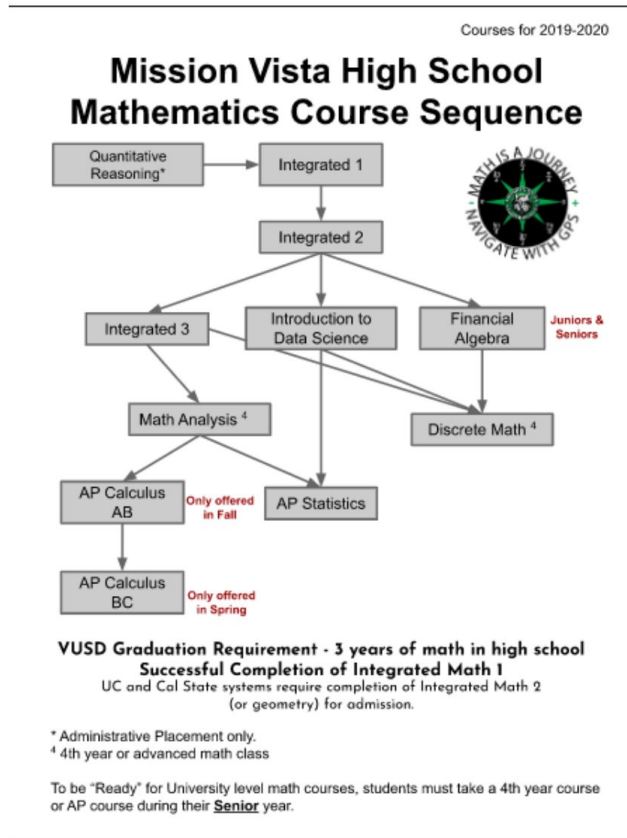 Courses for 2019-2020
Mission Vista High School
Mathematics Course Sequence
Quantitative
Reasoning*
Integrated 1
MATH IS A JOURNEY
NAVIGATE WITH GPS
Integrated 2
Integrated 3
Introduction to
Data Science
Financial
Algebra
Juniors &
Seniors
Math Analysis ⁴
Discrete Math ⁴
AP Calculus
AB
Only offered
in Fall
AP Statistics
AP Calculus
BC
Only offered
in Spring
VUSD Graduation Requirement - 3 years of math in high school
Successful Completion of Integrated Math 1
UC and Cal State systems require completion of Integrated Math 2
(or geometry) for admission.
* Administrative Placement only.
⁴ 4th year or advanced math class
To be “Ready” for University level math courses, students must take a 4th year course
or AP course during their Senior year.